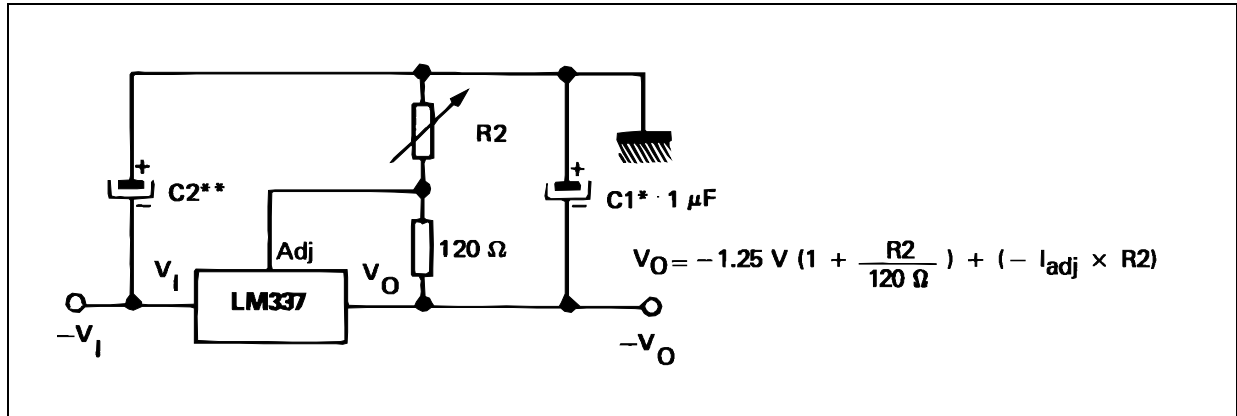 R2
+
C2**
−
+
C1* · 1 μF
−
120 Ω
Adj
V_I
V_O
LM337
−V_I
−V_O
V_O = −1.25 V (1 + R2 / 120 Ω) + (− I_adj × R2)